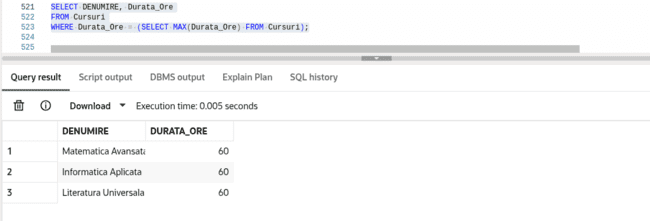 521 SELECT DENUMIRE, Durata_Ore
522 FROM Cursuri
523 WHERE Durata_Ore = (SELECT MAX(Durata_Ore) FROM Cursuri);
524
525
Query result Script output DBMS output Explain Plan SQL history
Download Execution time: 0.005 seconds
DENUMIRE DURATA_ORE
1 Matematica Avansata 60
2 Informatica Aplicata 60
3 Literatura Universala 60